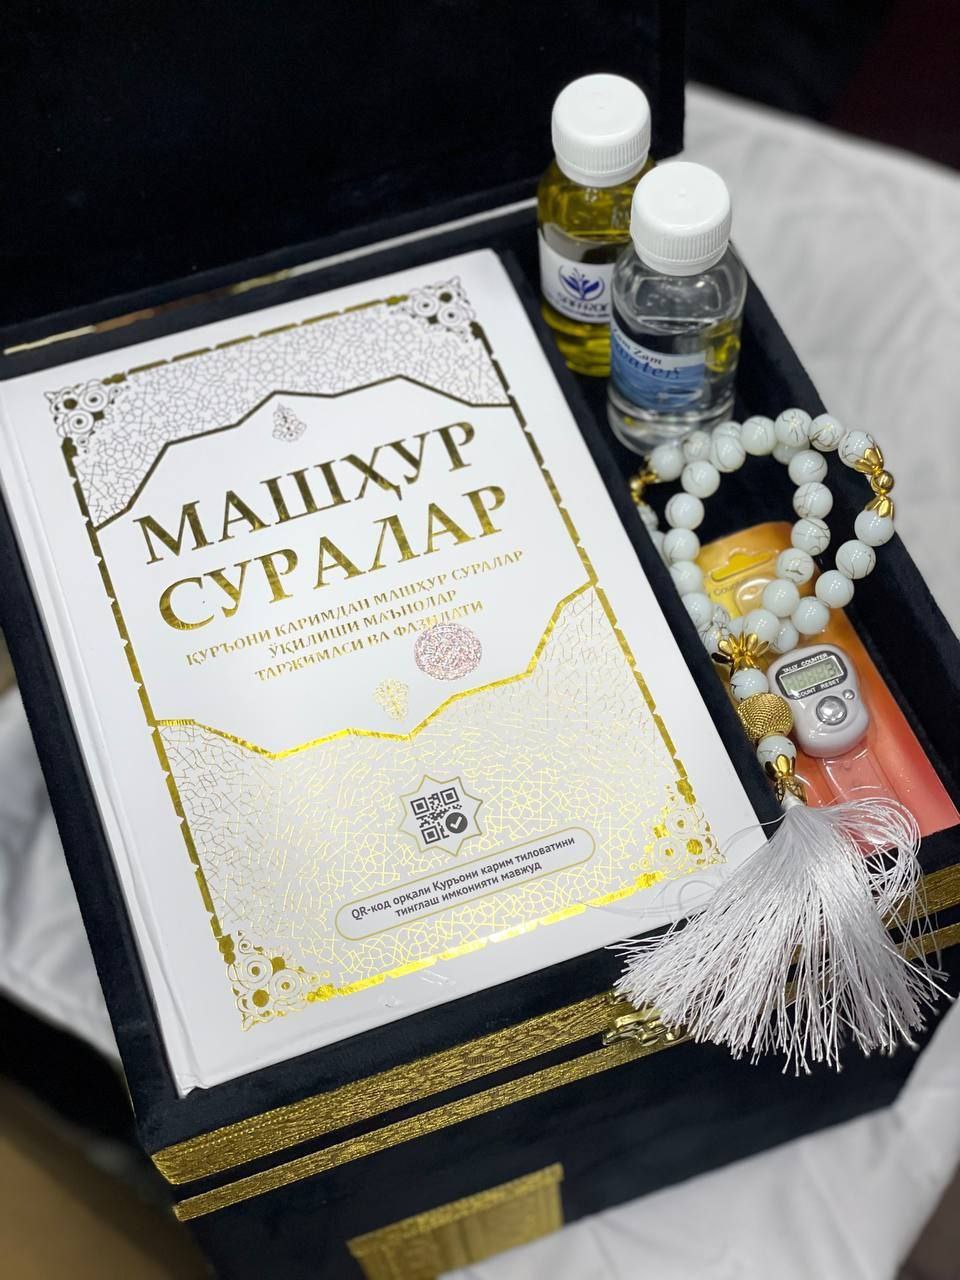 МАШҲУР
СУРАЛАР
ҚУРЪОНИ КАРИМДАН МАШҲУР СУРАЛАР
ЎҚИЛИШИ МАЪНОЛАР
ТАРЖИМАСИ ВА ФАЗИЛАТИ
QR-код орқали Қуръони карим тиловатини
тинглаш имконияти мавжуд
Zam
water
TALLY COUNTER
COUNT RESET